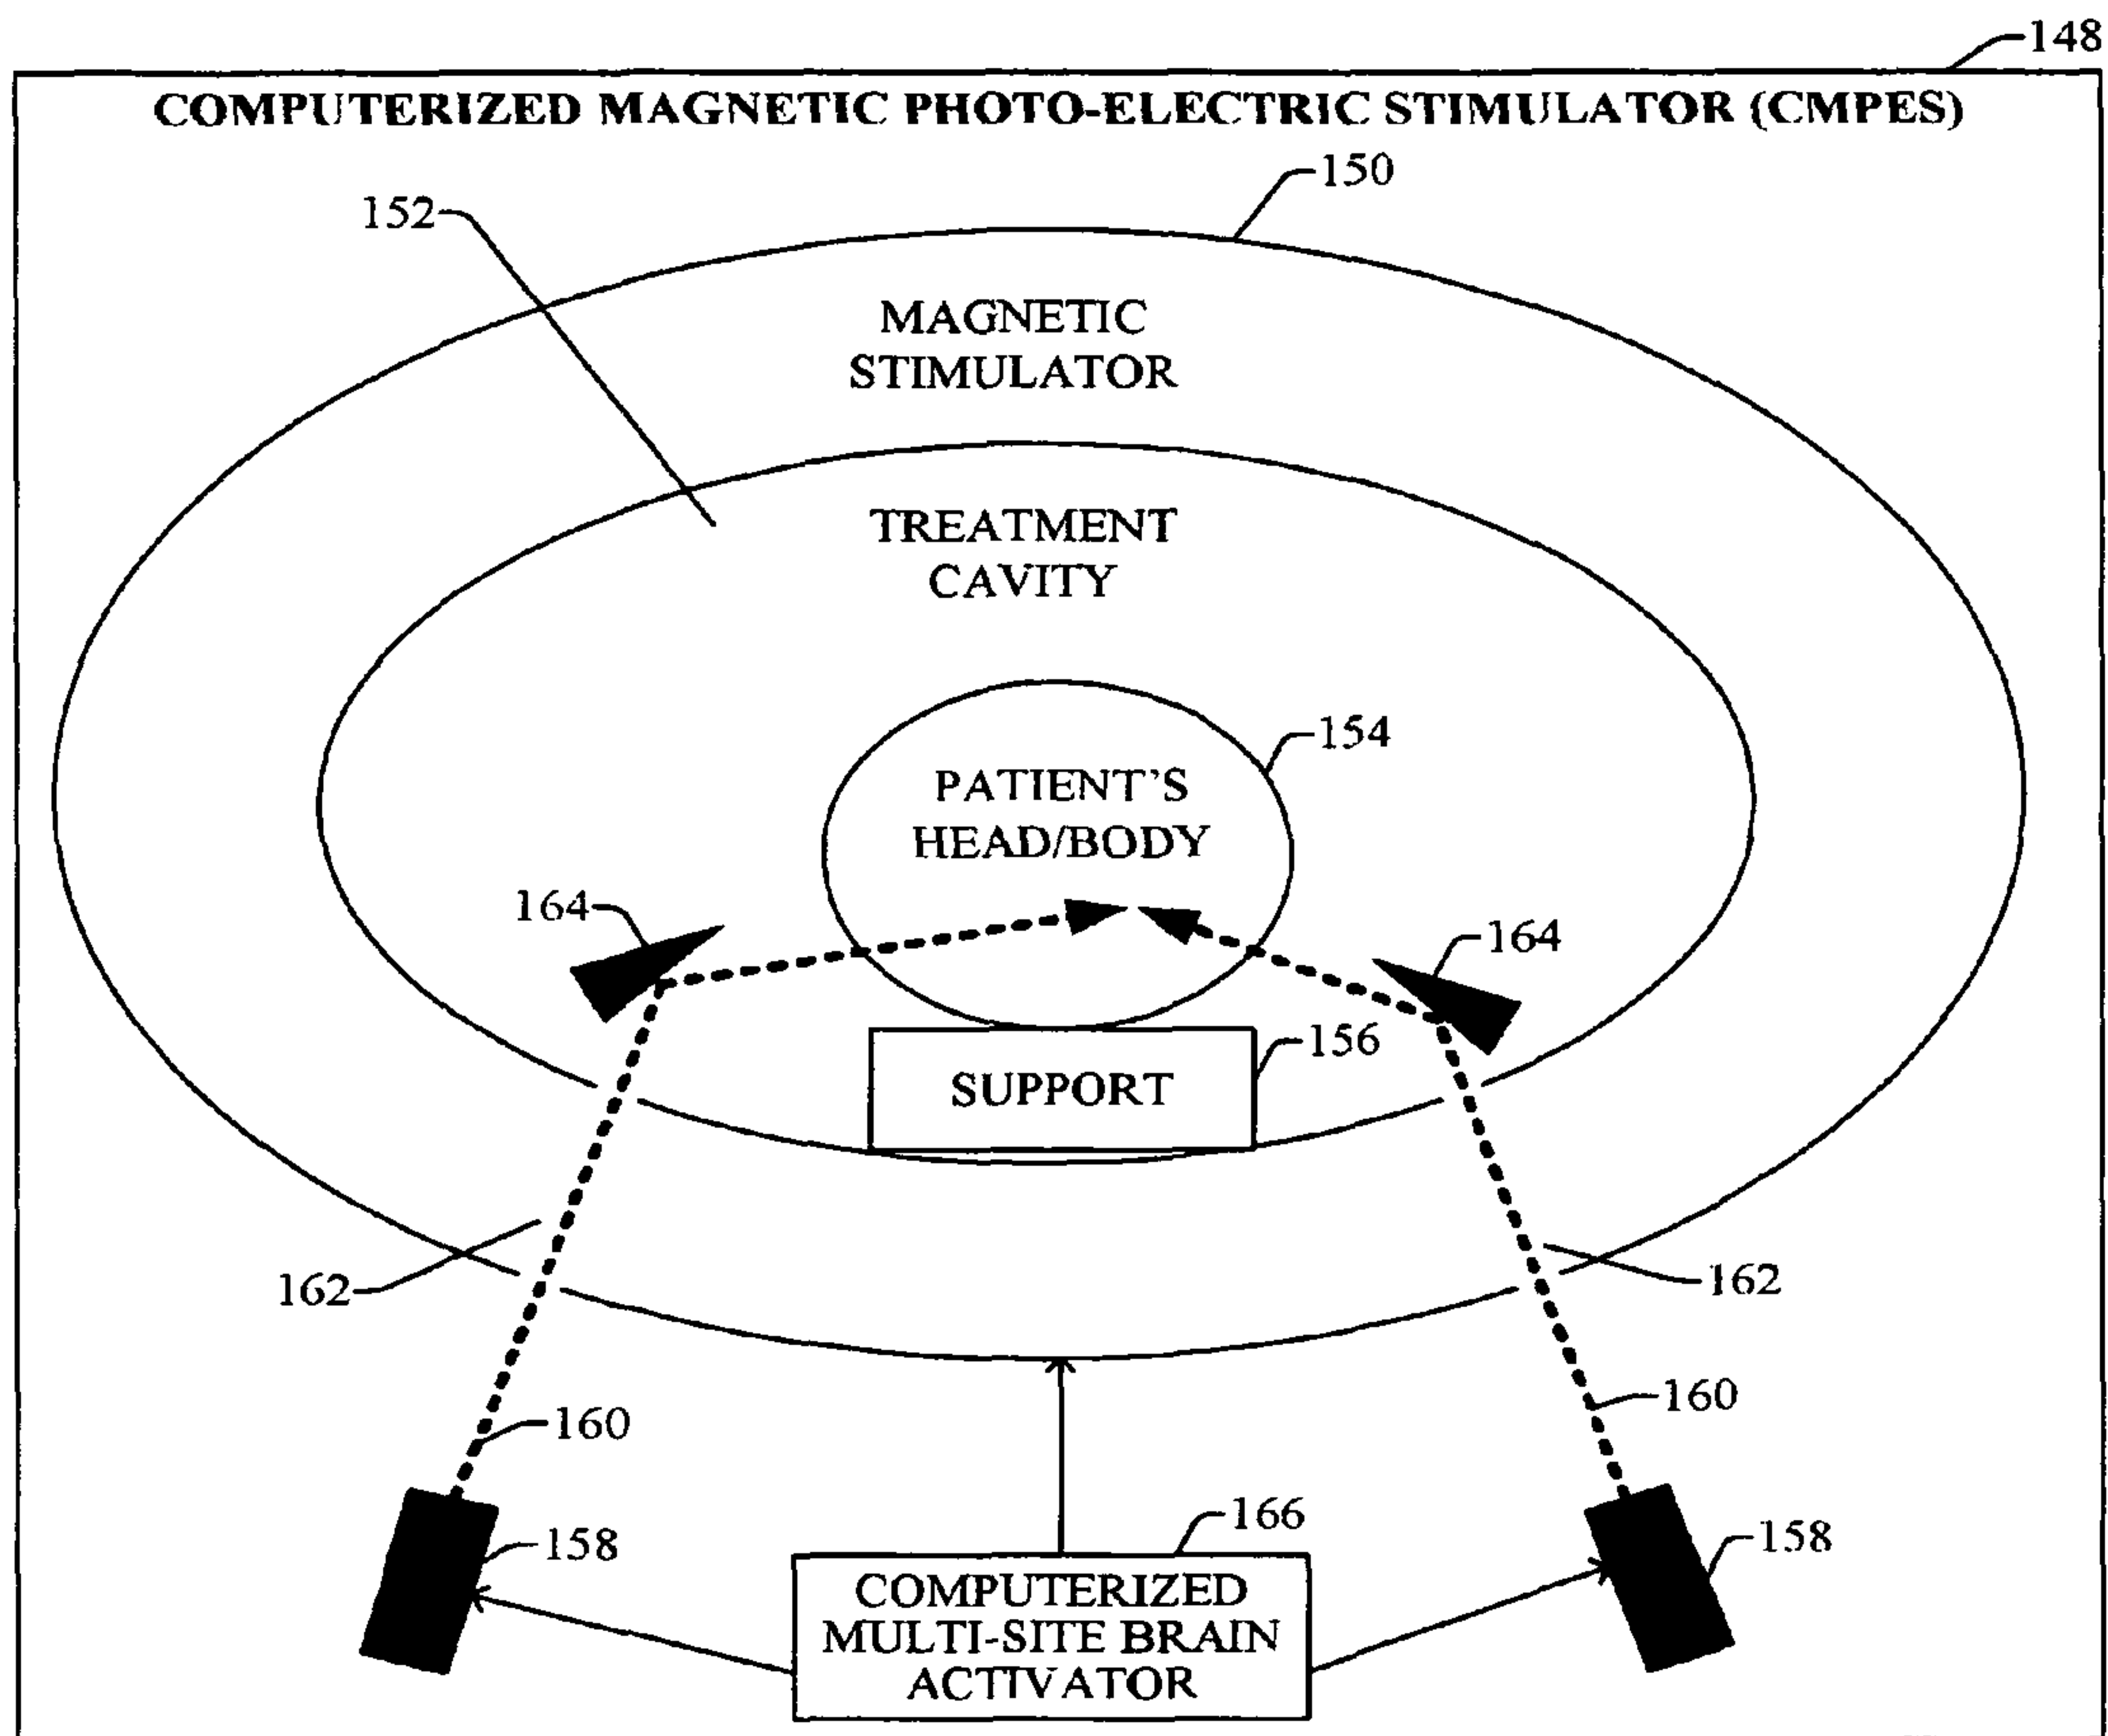 148
COMPUTERIZED MAGNETIC PHOTO-ELECTRIC STIMULATOR (CMPES)
150
152
MAGNETIC
STIMULATOR
TREATMENT
CAVITY
154
PATIENT'S
HEAD/BODY
164
164
156
SUPPORT
162
162
160
160
158
166
158
COMPUTERIZED
MULTI-SITE BRAIN
ACTIVATOR